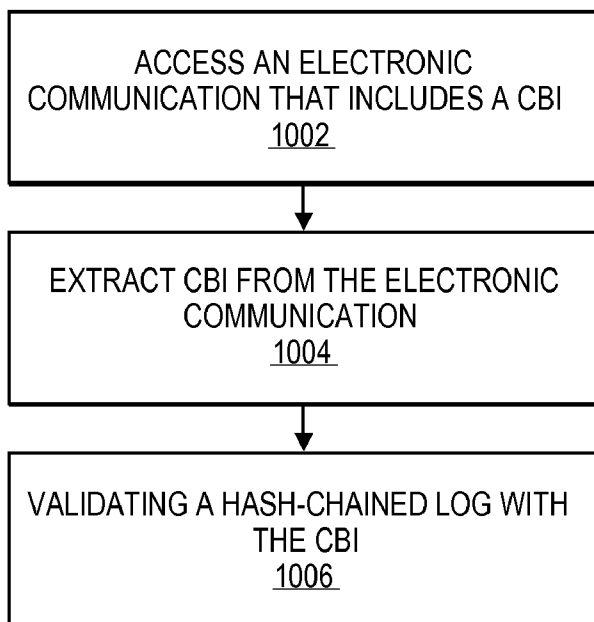 ACCESS AN ELECTRONIC
COMMUNICATION THAT INCLUDES A CBI
1002
EXTRACT CBI FROM THE ELECTRONIC
COMMUNICATION
1004
VALIDATING A HASH-CHAINED LOG WITH
THE CBI
1006